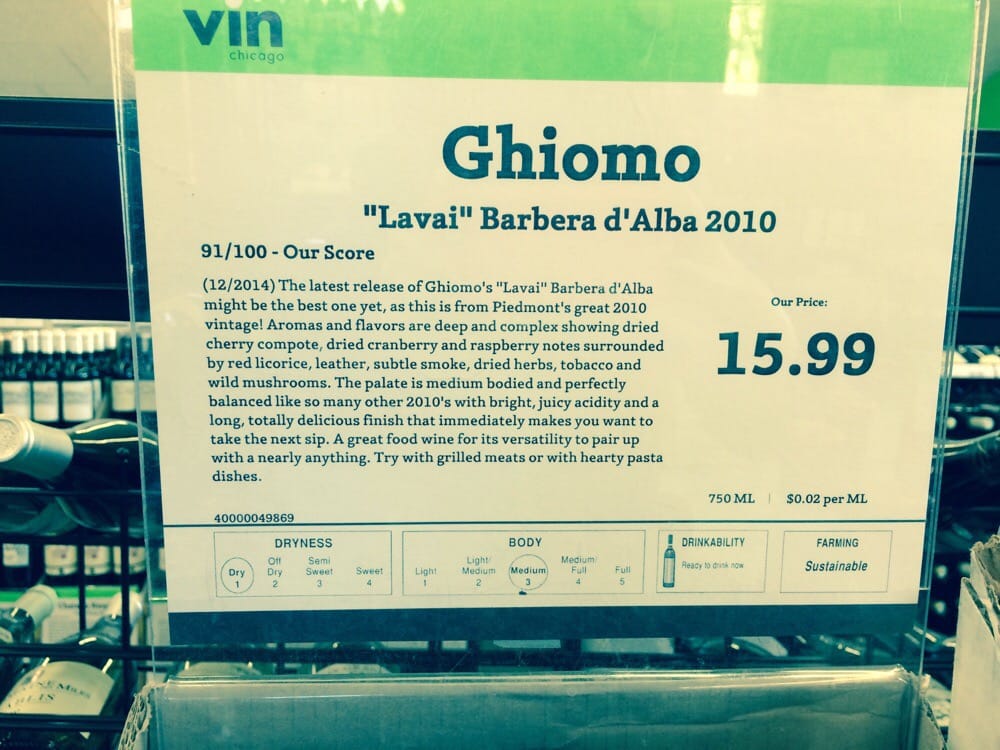 vin
chicago
Ghiomo
"Lavai" Barbera d'Alba 2010
91/100 - Our Score
(12/2014) The latest release of Ghiomo's "Lavai" Barbera d'Alba
might be the best one yet, as this is from Piedmont's great 2010
vintage! Aromas and flavors are deep and complex showing dried
cherry compote, dried cranberry and raspberry notes surrounded
by red licorice, leather, subtle smoke, dried herbs, tobacco and
wild mushrooms. The palate is medium bodied and perfectly
balanced like so many other 2010's with bright, juicy acidity and a
long, totally delicious finish that immediately makes you want to
take the next sip. A great food wine for its versatility to pair up
with a nearly anything. Try with grilled meats or with hearty pasta
dishes.
Our Price:
15.99
750 ML | $0.02 per ML
40000049869
DRYNESS
Dry 1 Off Dry 2 Semi Sweet 3 Sweet 4
BODY
Light 1 Light/ Medium 2 Medium 3 Medium/ Full 4 Full 5
DRINKABILITY
Ready to drink now
FARMING
Sustainable